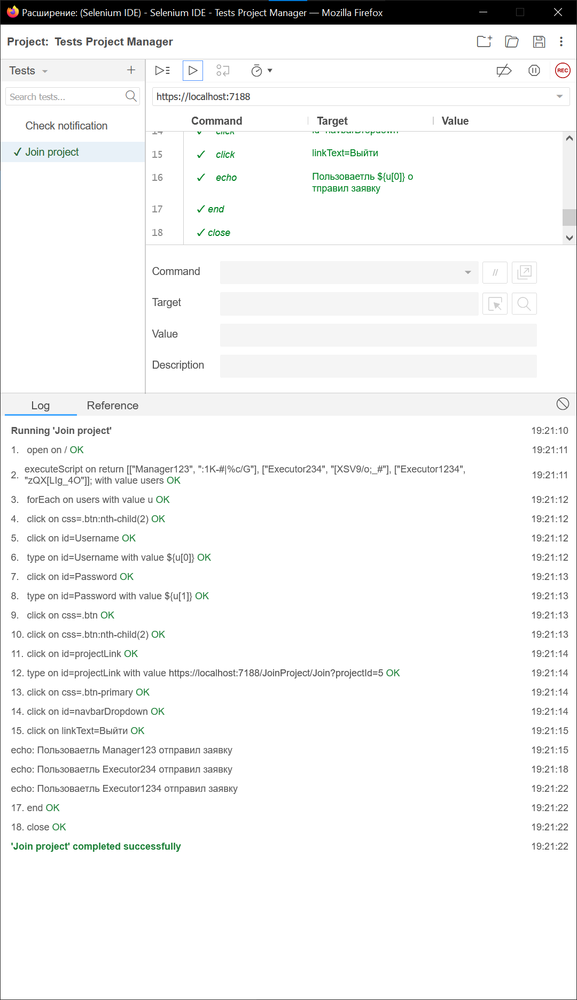 Расширение: (Selenium IDE) - Selenium IDE - Tests Project Manager — Mozilla Firefox
Project: Tests Project Manager
Tests
REC
Search tests...
https://localhost:7188
Check notification
Join project
Command Target Value
14 click id=navbarDropdown
15 click linkText=Выйти
16 echo Пользоваетль ${u[0]} о
тправил заявку
17 end
18 close
Command
//
Target
Value
Description
Log Reference
Running 'Join project' 19:21:10
1. open on / OK 19:21:11
2. executeScript on return [["Manager123", ":1K-#|%c/G"], ["Executor234", "[XSV9/o;_#"], ["Executor1234",
"zQX[LIg_4O"]]; with value users OK 19:21:11
3. forEach on users with value u OK 19:21:12
4. click on css=.btn:nth-child(2) OK 19:21:12
5. click on id=Username OK 19:21:12
6. type on id=Username with value ${u[0]} OK 19:21:12
7. click on id=Password OK 19:21:13
8. type on id=Password with value ${u[1]} OK 19:21:13
9. click on css=.btn OK 19:21:13
10. click on css=.btn:nth-child(2) OK 19:21:13
11. click on id=projectLink OK 19:21:14
12. type on id=projectLink with value https://localhost:7188/JoinProject/Join?projectId=5 OK 19:21:14
13. click on css=.btn-primary OK 19:21:14
14. click on id=navbarDropdown OK 19:21:14
15. click on linkText=Выйти OK 19:21:15
echo: Пользоваетль Manager123 отправил заявку 19:21:15
echo: Пользоваетль Executor234 отправил заявку 19:21:18
echo: Пользоваетль Executor1234 отправил заявку 19:21:22
17. end OK 19:21:22
18. close OK 19:21:22
'Join project' completed successfully 19:21:22